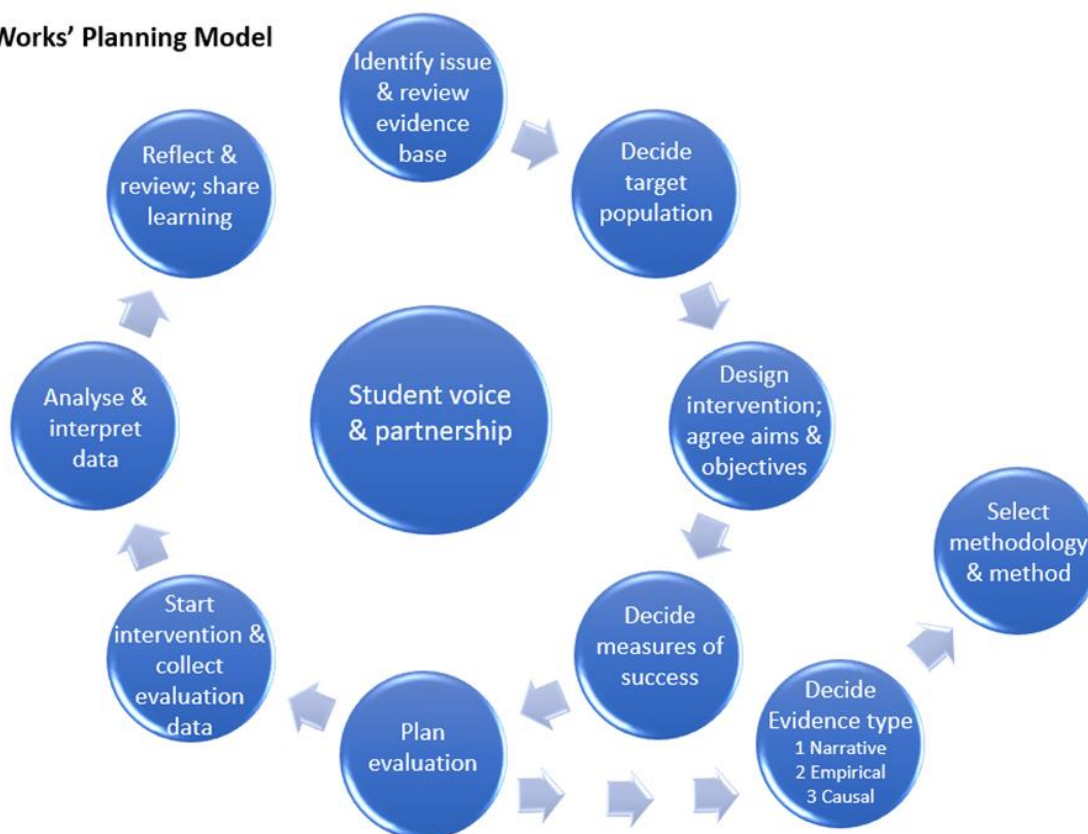 Works' Planning Model
Identify issue
& review
evidence
base
Decide
target
population
Design
intervention;
agree aims &
objectives
Decide
measures of
success
Plan
evaluation
Decide
Evidence type
1 Narrative
2 Empirical
3 Causal
Select
methodology
& method
Start
intervention &
collect
evaluation
data
Analyse &
interpret
data
Reflect &
review; share
learning
Student voice
& partnership